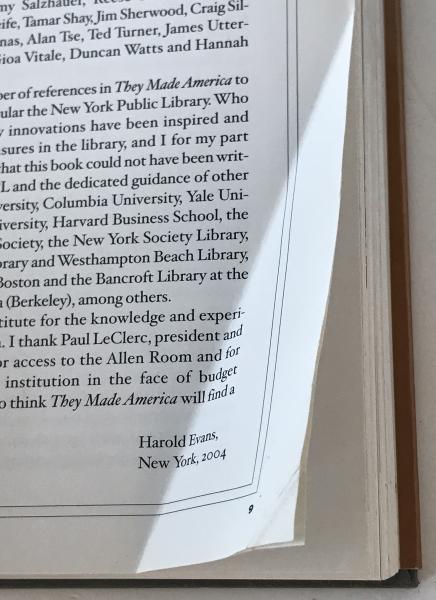 my Salzhauer,
ife, Tamar Shay, Jim Sherwood, Craig Sil-
nas, Alan Tse, Ted Turner, James Utter-
ioa Vitale, Duncan Watts and Hannah
ber of references in They Made America to
ular the New York Public Library. Who
y innovations have been inspired and
sures in the library, and I for my part
hat this book could not have been writ-
L and the dedicated guidance of other
versity, Columbia University, Yale Uni-
iversity, Harvard Business School, the
Society, the New York Society Library,
brary and Westhampton Beach Library,
Boston and the Bancroft Library at the
a (Berkeley), among others.
titute for the knowledge and experi-
. I thank Paul LeClerc, president and
or access to the Allen Room and for
institution in the face of budget
o think They Made America will find a
Harold Evans,
New York, 2004
9